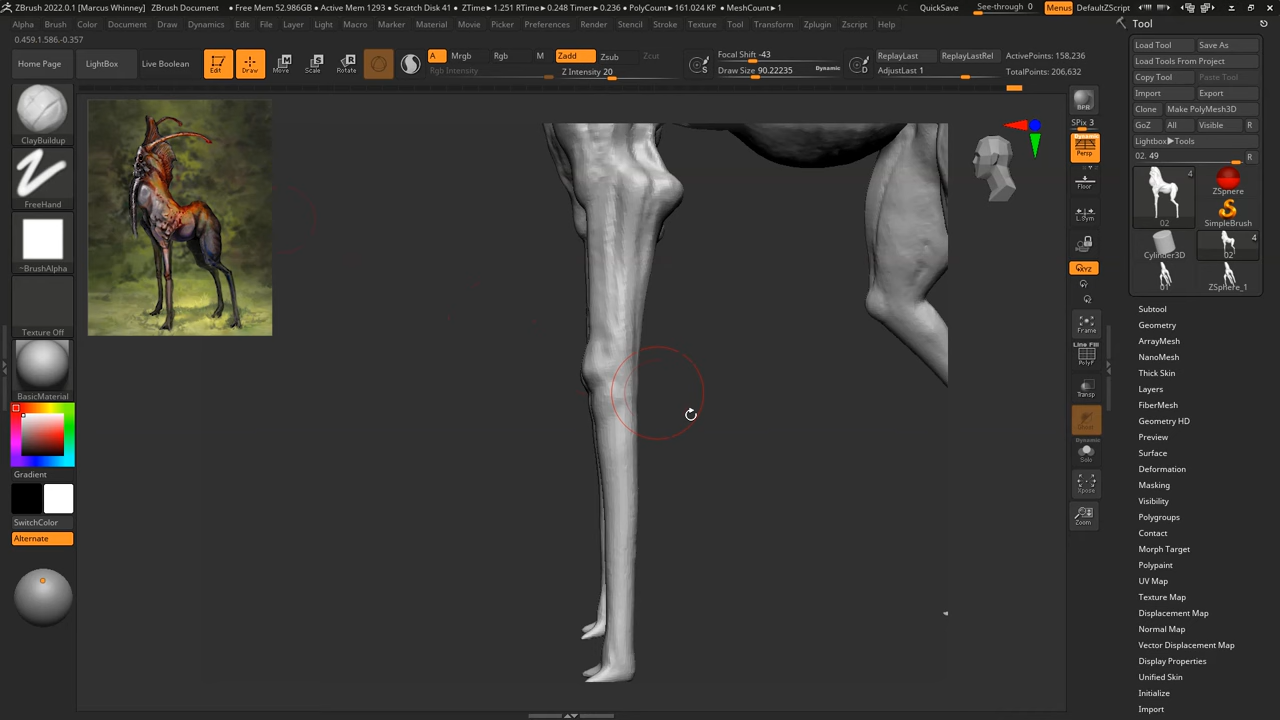 ZBrush 2022.0.1 [Marcus Whinney] ZBrush Document ● Free Mem 52.986GB ● Active Mem 1293 ● Scratch Disk 41 ● ZTime►1.251 RTime►0.248 Timer►0.236 ● PolyCount►161.024 KP ● MeshCount►1 AC QuickSave See-through 0 Menus DefaultZScript
Alpha Brush Color Document Draw Dynamics Edit File Layer Light Macro Marker Material Movie Picker Preferences Render Stencil Stroke Texture Tool Transform Zplugin Zscript Help
0.459,1.586,-0.357
Home Page LightBox Live Boolean Edit Draw Move Scale Rotate A Mrgb Rgb M Zadd Zsub Zcut
Rgb Intensity Z Intensity 20
Focal Shift -43
Draw Size 90.22235 Dynamic
S D
ReplayLast ReplayLastRel ActivePoints: 158,236
AdjustLast 1 TotalPoints: 206,632
ClayBuildup
FreeHand
~BrushAlpha
Texture Off
BasicMaterial
Gradient
SwitchColor
Alternate
BPR
SPix 3
Dynamic
Persp
Floor
L.Sym
XYZ
Frame
Line Fill
PolyF
Transp
Dynamic
Solo
Xpose
Zoom
Tool
Load Tool Save As
Load Tools From Project
Copy Tool Paste Tool
Import Export
Clone Make PolyMesh3D
GoZ All Visible R
Lightbox►Tools
02. 49 R
4
02 ZSphere
SimpleBrush
Cylinder3D 4
02
01 ZSphere_1
Subtool
Geometry
ArrayMesh
NanoMesh
Thick Skin
Layers
FiberMesh
Geometry HD
Preview
Surface
Deformation
Masking
Visibility
Polygroups
Contact
Morph Target
Polypaint
UV Map
Texture Map
Displacement Map
Normal Map
Vector Displacement Map
Display Properties
Unified Skin
Initialize
Import